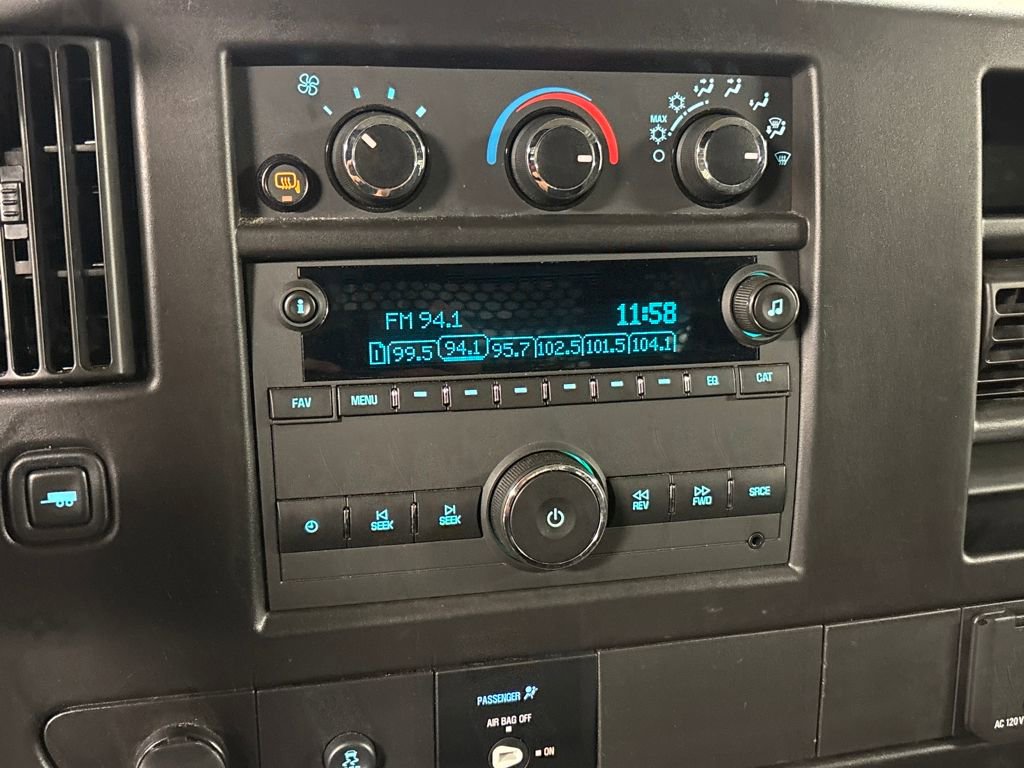 MAX
i
FM 94.1 11:58
1 99.5 94.1 95.7 102.5 101.5 104.1
FAV MENU EQ CAT
SEEK SEEK REV FWD SRCE
PASSENGER
AIR BAG OFF
ON
AC 120V